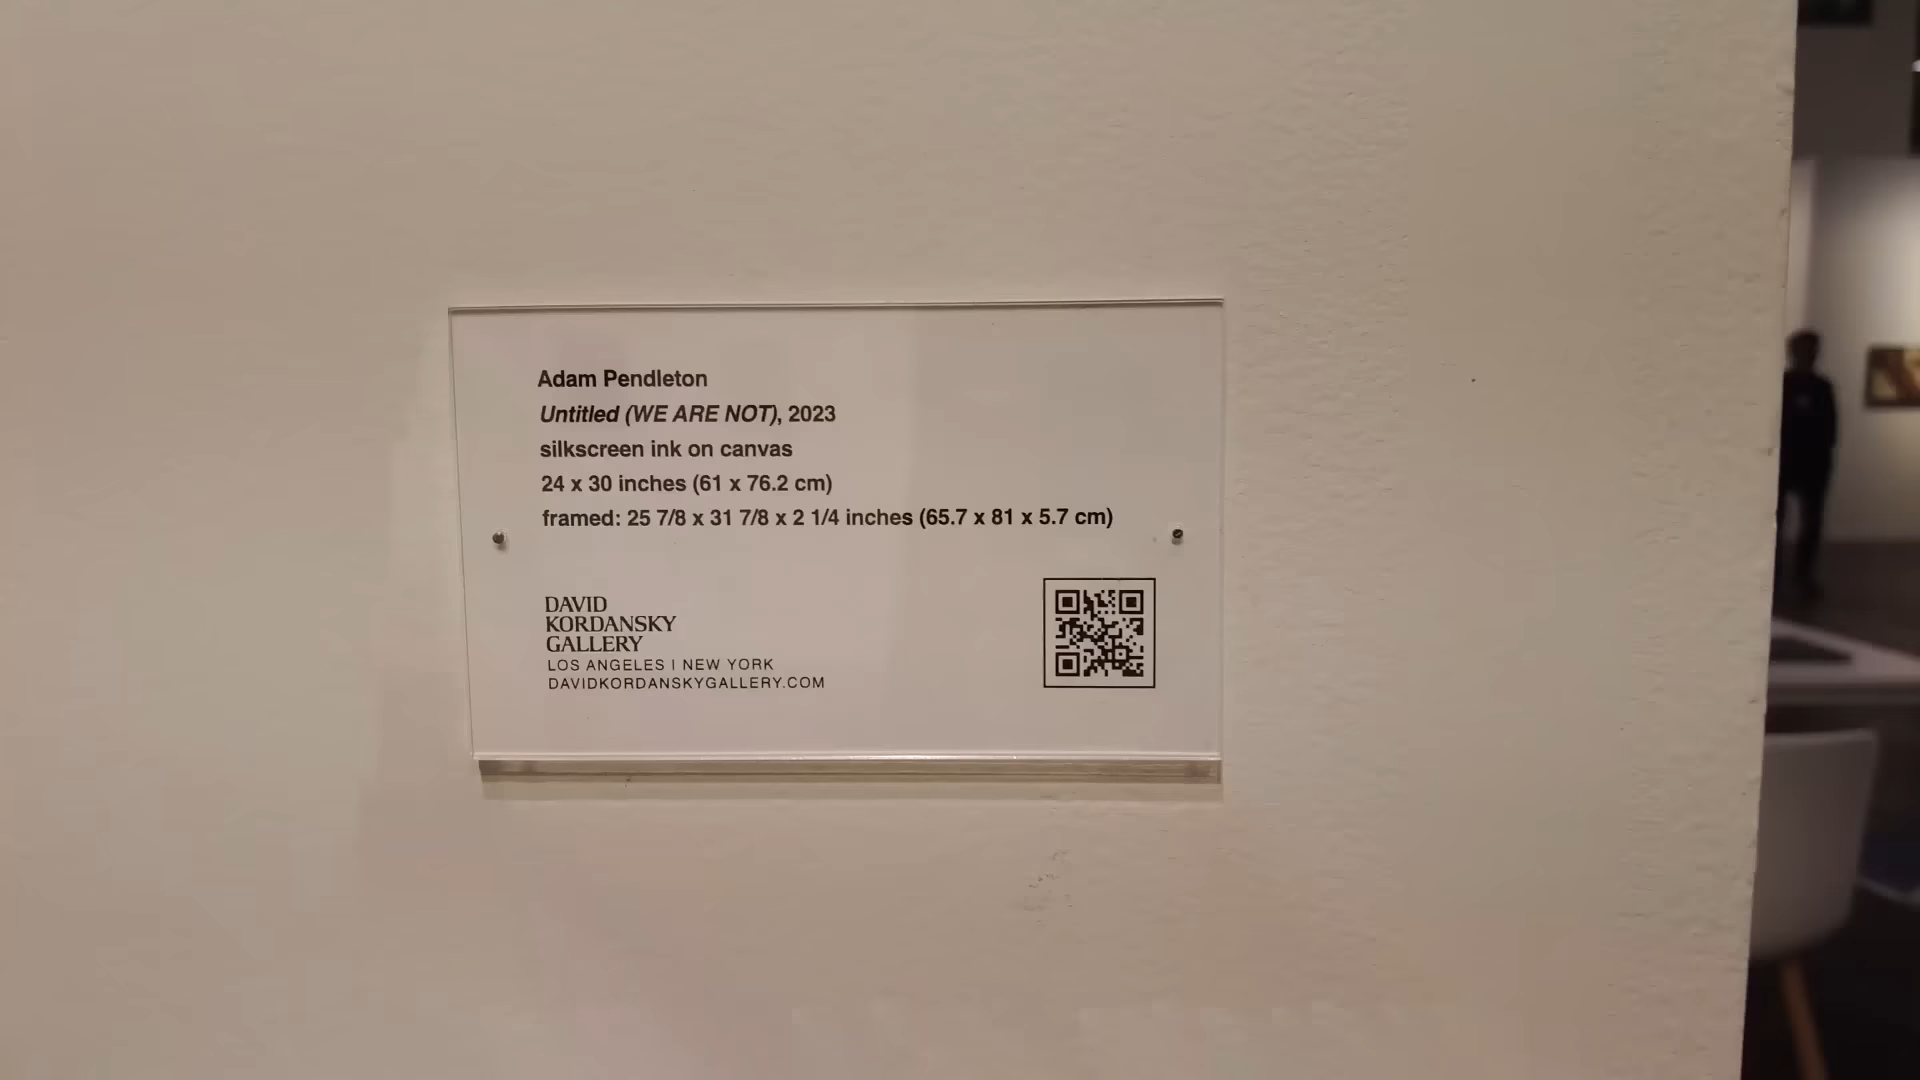 Adam Pendleton
Untitled (WE ARE NOT), 2023
silkscreen ink on canvas
24 x 30 inches (61 x 76.2 cm)
framed: 25 7/8 x 31 7/8 x 2 1/4 inches (65.7 x 81 x 5.7 cm)
DAVID
KORDANSKY
GALLERY
LOS ANGELES | NEW YORK
DAVIDKORDANSKYGALLERY.COM